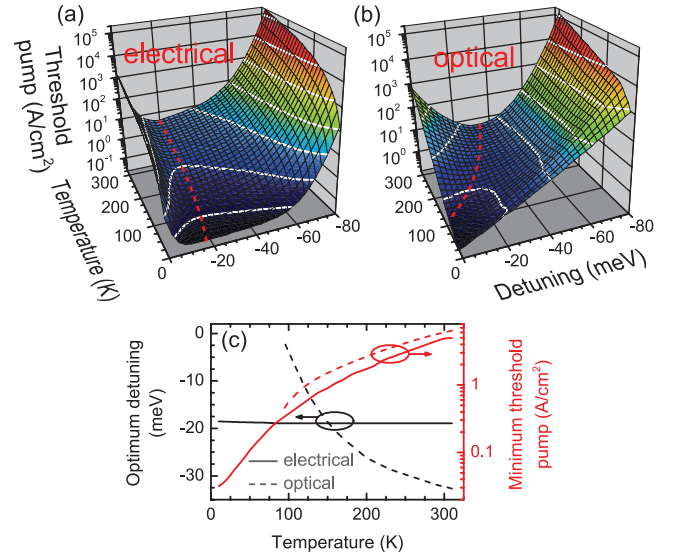 (a)
electrical
Threshold
pump (A/cm²)
10⁵
10⁴
10³
10²
10¹
10⁰
10⁻¹
300
200
100
0
Temperature (K)
0
-20
-40
-60
-80
(b)
optical
10⁵
10⁴
10³
10²
10¹
10⁰
10⁻¹
300
200
100
0
-20
-40
-60
-80
Detuning (meV)
(c)
Optimum detuning
(meV)
0
-10
-20
-30
electrical
optical
0
100
200
300
Temperature (K)
1
0.1
Minimum threshold
pump (A/cm²)